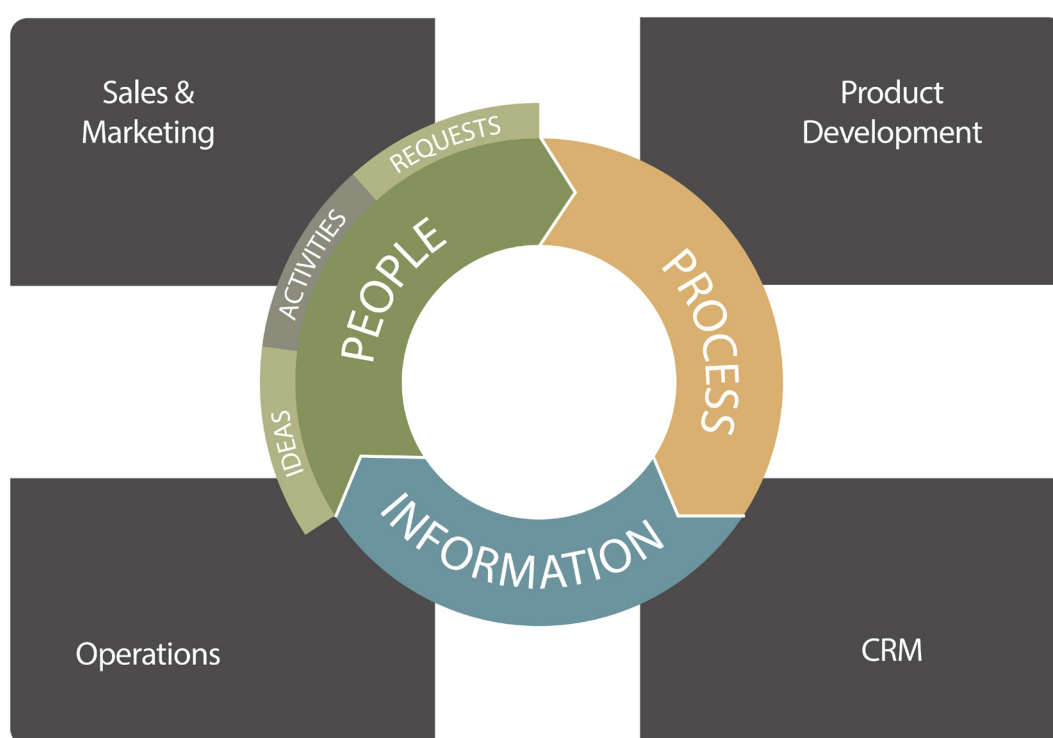 Sales &
Marketing
Product
Development
REQUESTS
ACTIVITIES
IDEAS
PEOPLE
PROCESS
INFORMATION
Operations
CRM